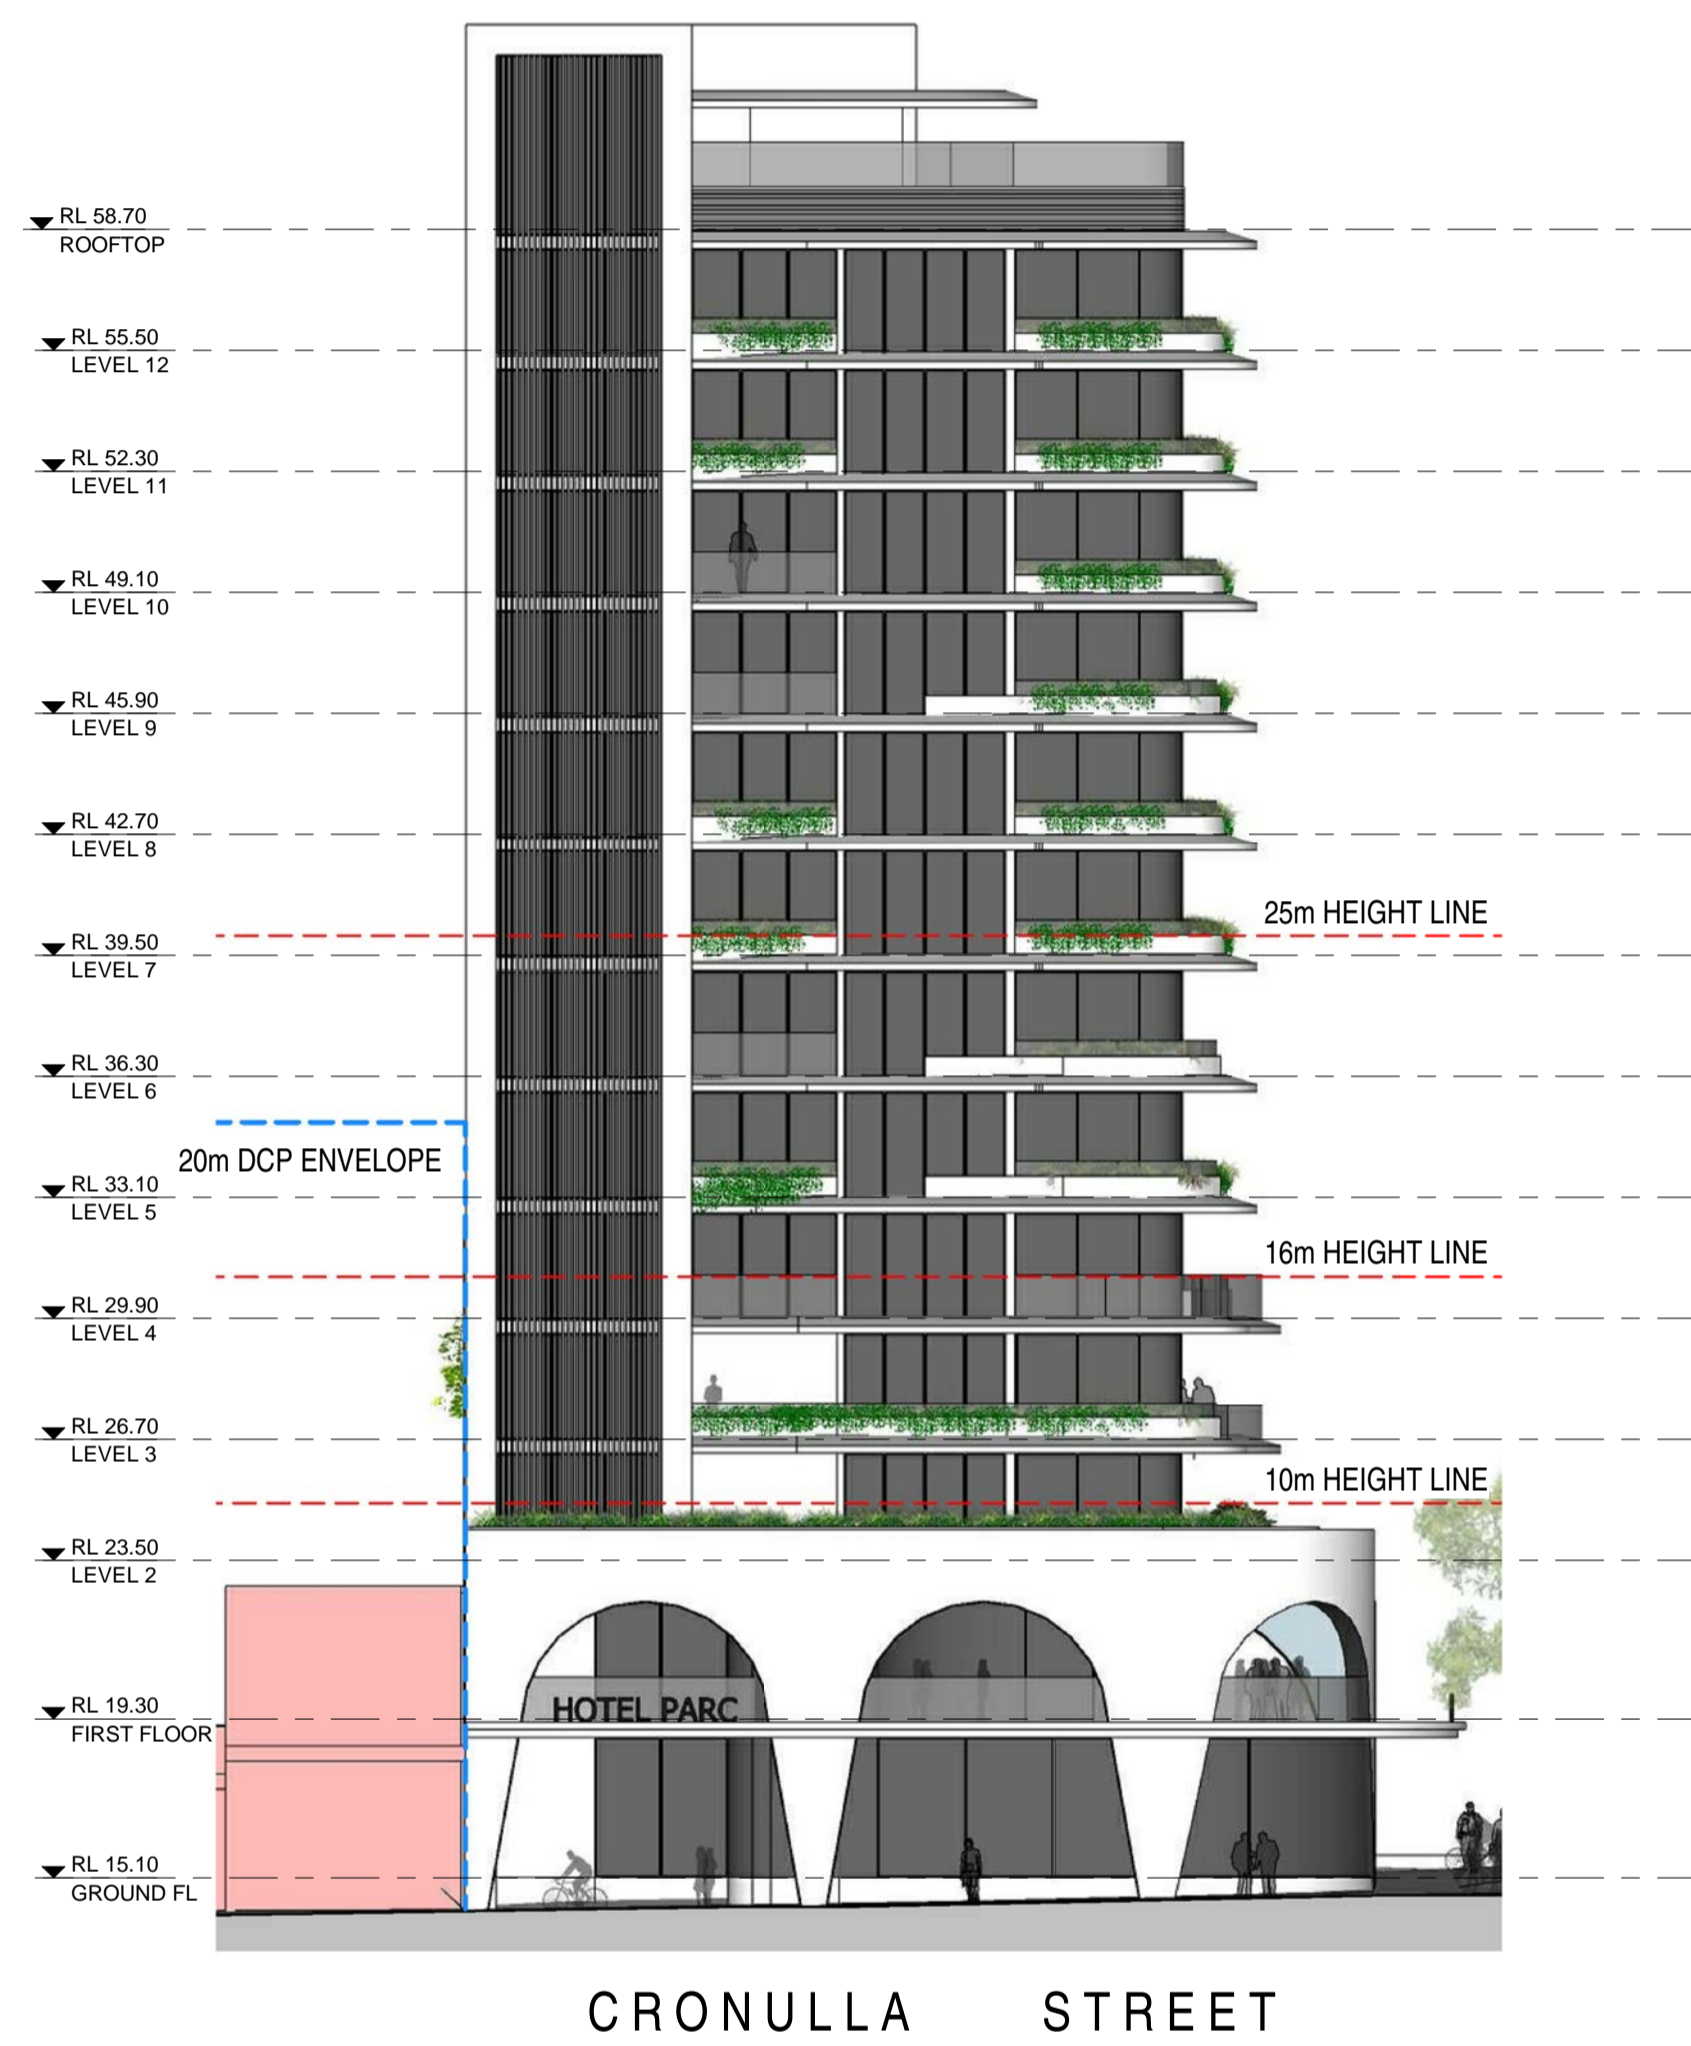 RL 58.70
ROOFTOP
RL 55.50
LEVEL 12
RL 52.30
LEVEL 11
RL 49.10
LEVEL 10
RL 45.90
LEVEL 9
RL 42.70
LEVEL 8
25m HEIGHT LINE
RL 39.50
LEVEL 7
RL 36.30
LEVEL 6
20m DCP ENVELOPE
RL 33.10
LEVEL 5
16m HEIGHT LINE
RL 29.90
LEVEL 4
RL 26.70
LEVEL 3
10m HEIGHT LINE
RL 23.50
LEVEL 2
RL 19.30
FIRST FLOOR
HOTEL PARC
RL 15.10
GROUND FL
CRONULLA STREET